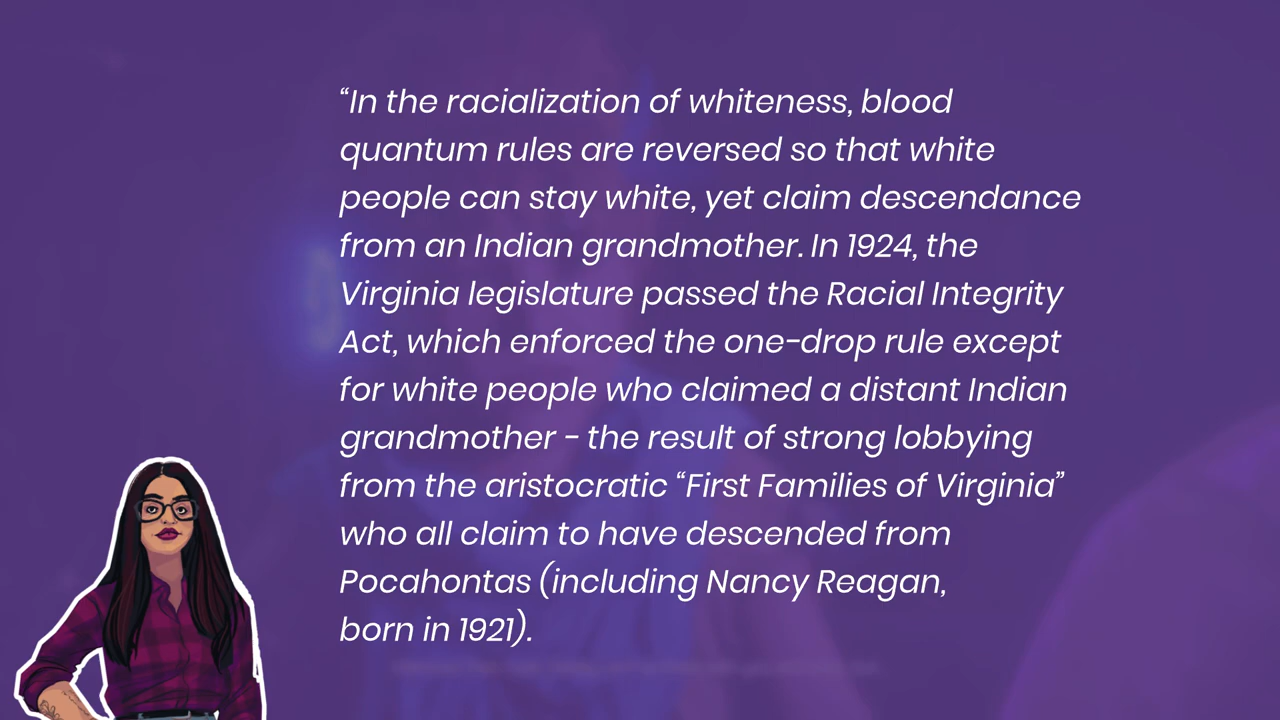 “In the racialization of whiteness, blood
quantum rules are reversed so that white
people can stay white, yet claim descendance
from an Indian grandmother. In 1924, the
Virginia legislature passed the Racial Integrity
Act, which enforced the one-drop rule except
for white people who claimed a distant Indian
grandmother - the result of strong lobbying
from the aristocratic “First Families of Virginia”
who all claim to have descended from
Pocahontas (including Nancy Reagan,
born in 1921).